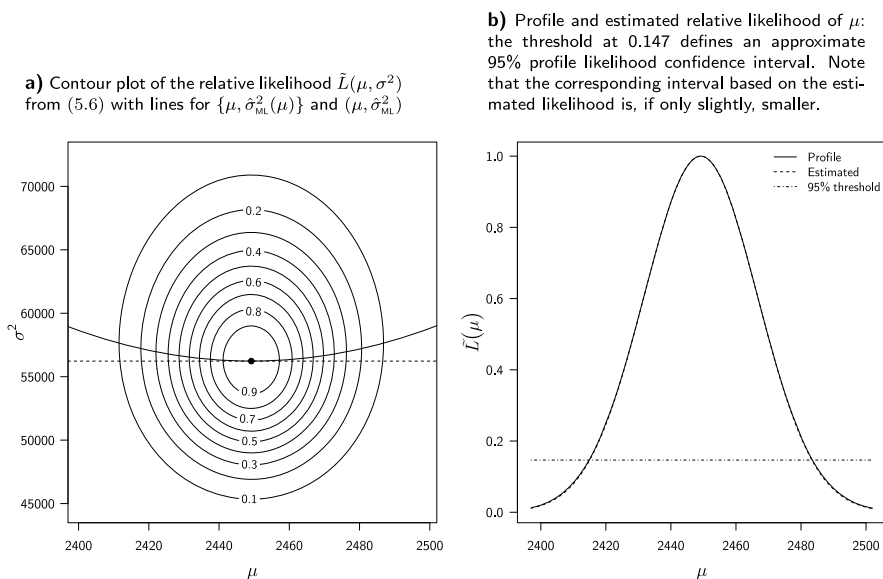 a) Contour plot of the relative likelihood L̃(μ, σ²)
from (5.6) with lines for {μ, σ̂²ML(μ)} and (μ, σ̂²ML)
70000
65000
60000
55000
50000
45000
σ²
0.2
0.4
0.6
0.8
0.9
0.7
0.5
0.3
0.1
2400 2420 2440 2460 2480 2500
μ
b) Profile and estimated relative likelihood of μ:
the threshold at 0.147 defines an approximate
95% profile likelihood confidence interval. Note
that the corresponding interval based on the esti-
mated likelihood is, if only slightly, smaller.
1.0
0.8
0.6
0.4
0.2
0.0
L̃(μ)
Profile
Estimated
95% threshold
2400 2420 2440 2460 2480 2500
μ